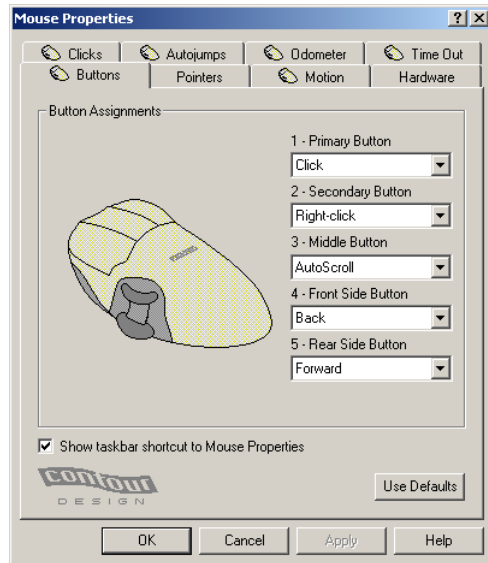 Mouse Properties
Clicks Autojumps Odometer Time Out
Buttons Pointers Motion Hardware
Button Assignments
1 - Primary Button
Click
2 - Secondary Button
Right-click
3 - Middle Button
AutoScroll
4 - Front Side Button
Back
5 - Rear Side Button
Forward
Show taskbar shortcut to Mouse Properties
contour
DESIGN
Use Defaults
OK Cancel Apply Help